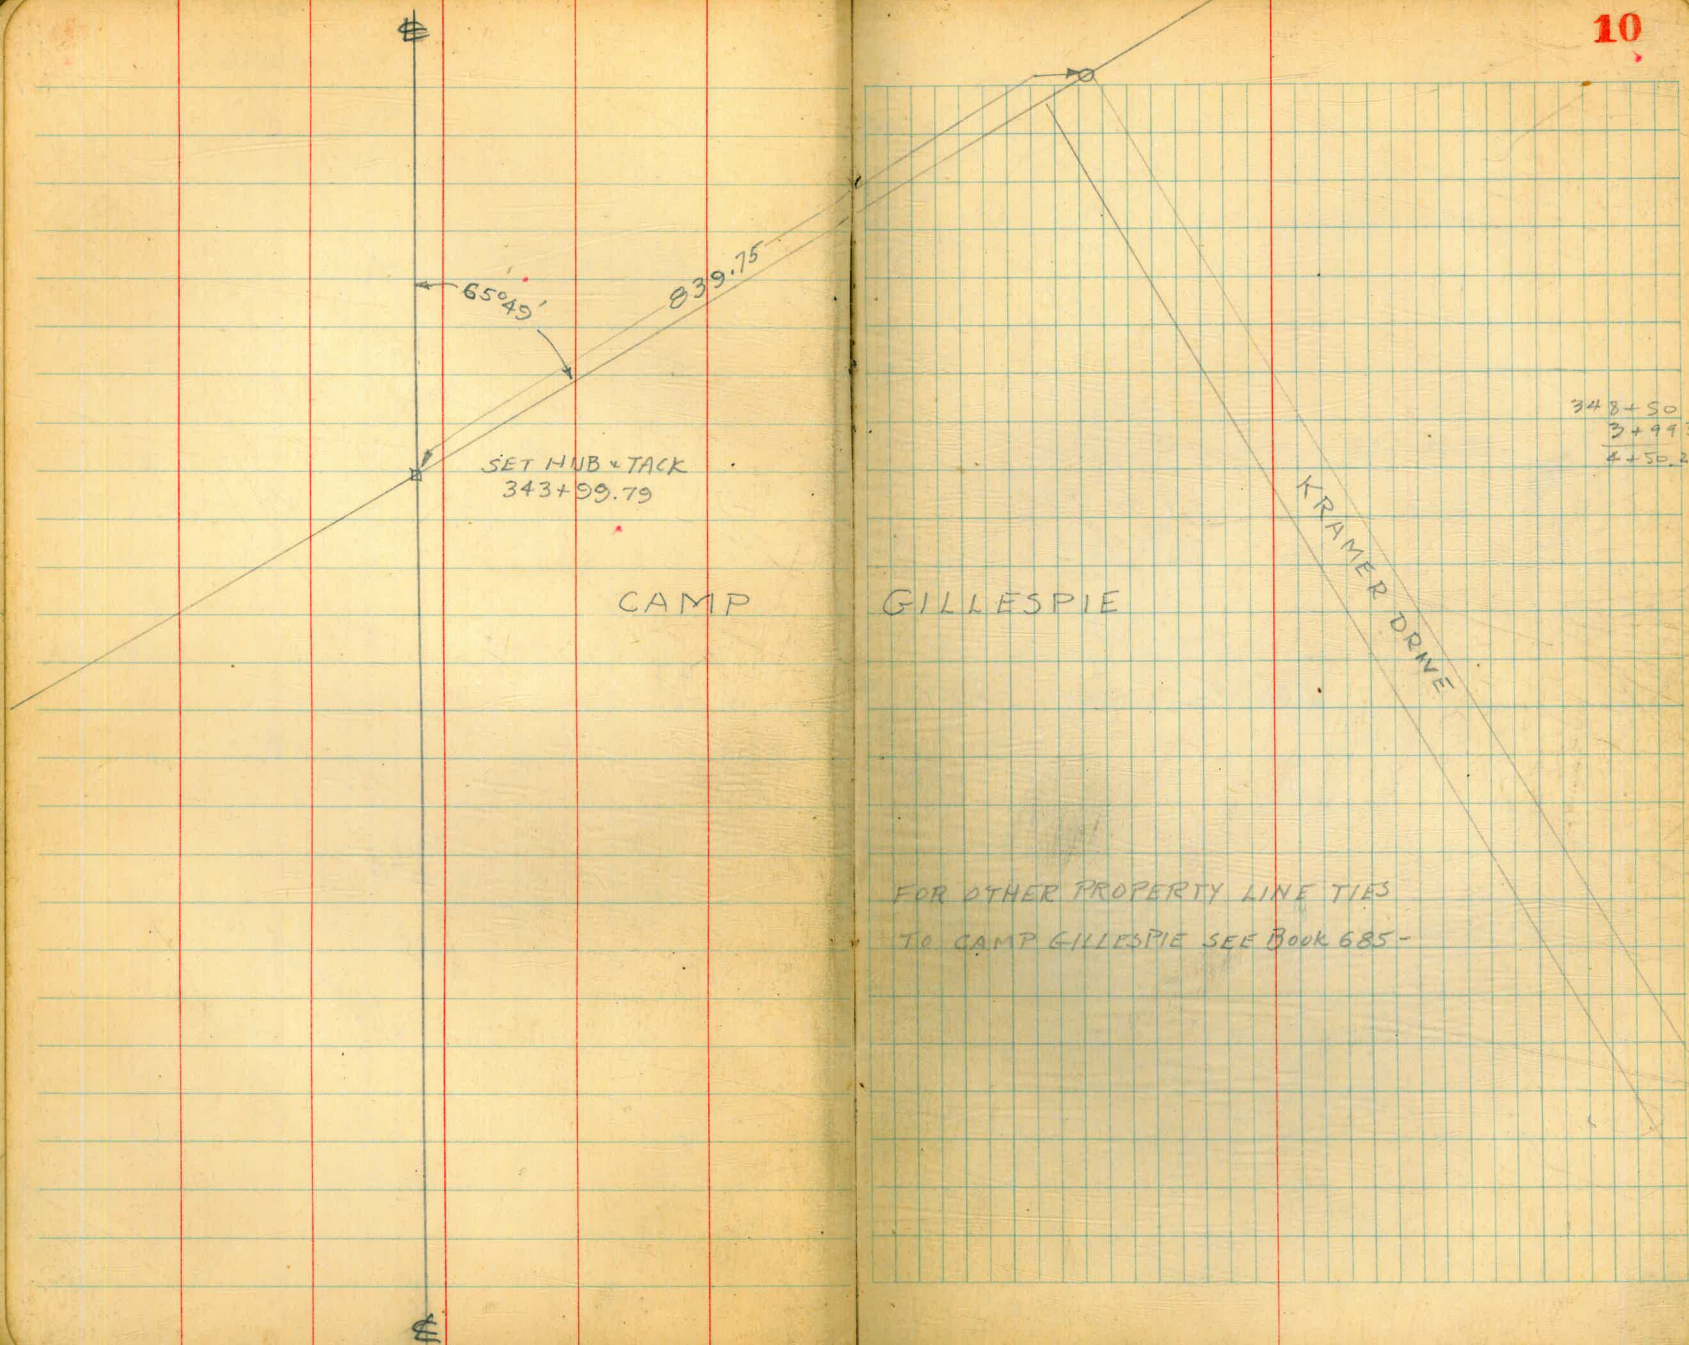 ℄
10
65°49'
839.75
SET HUB & TACK
343+99.79
348+50
3+99
4+50.2
KRAMER DRIVE
CAMP GILLESPIE
FOR OTHER PROPERTY LINE TIES
TO CAMP GILLESPIE SEE BOOK 685-
℄